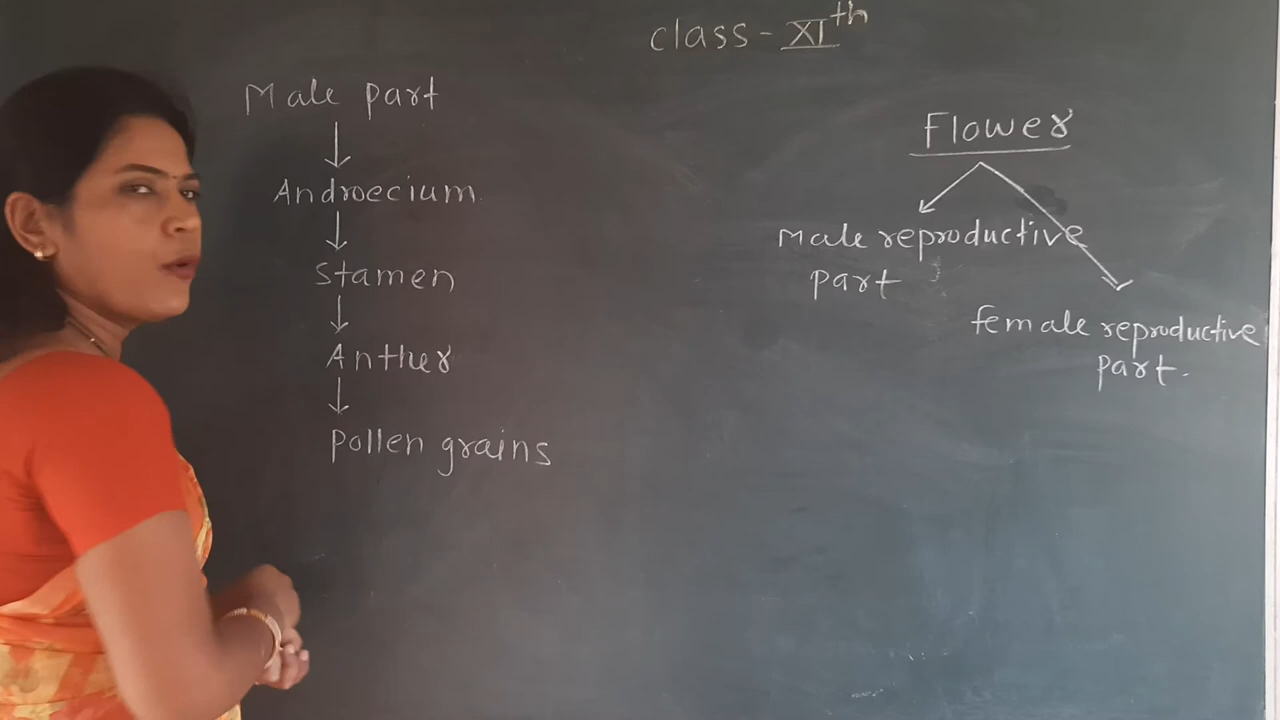 class - XIth
Male part
Androecium
Stamen
Anther
Pollen grains
Flower
Male reproductive
part
female reproductive
part.